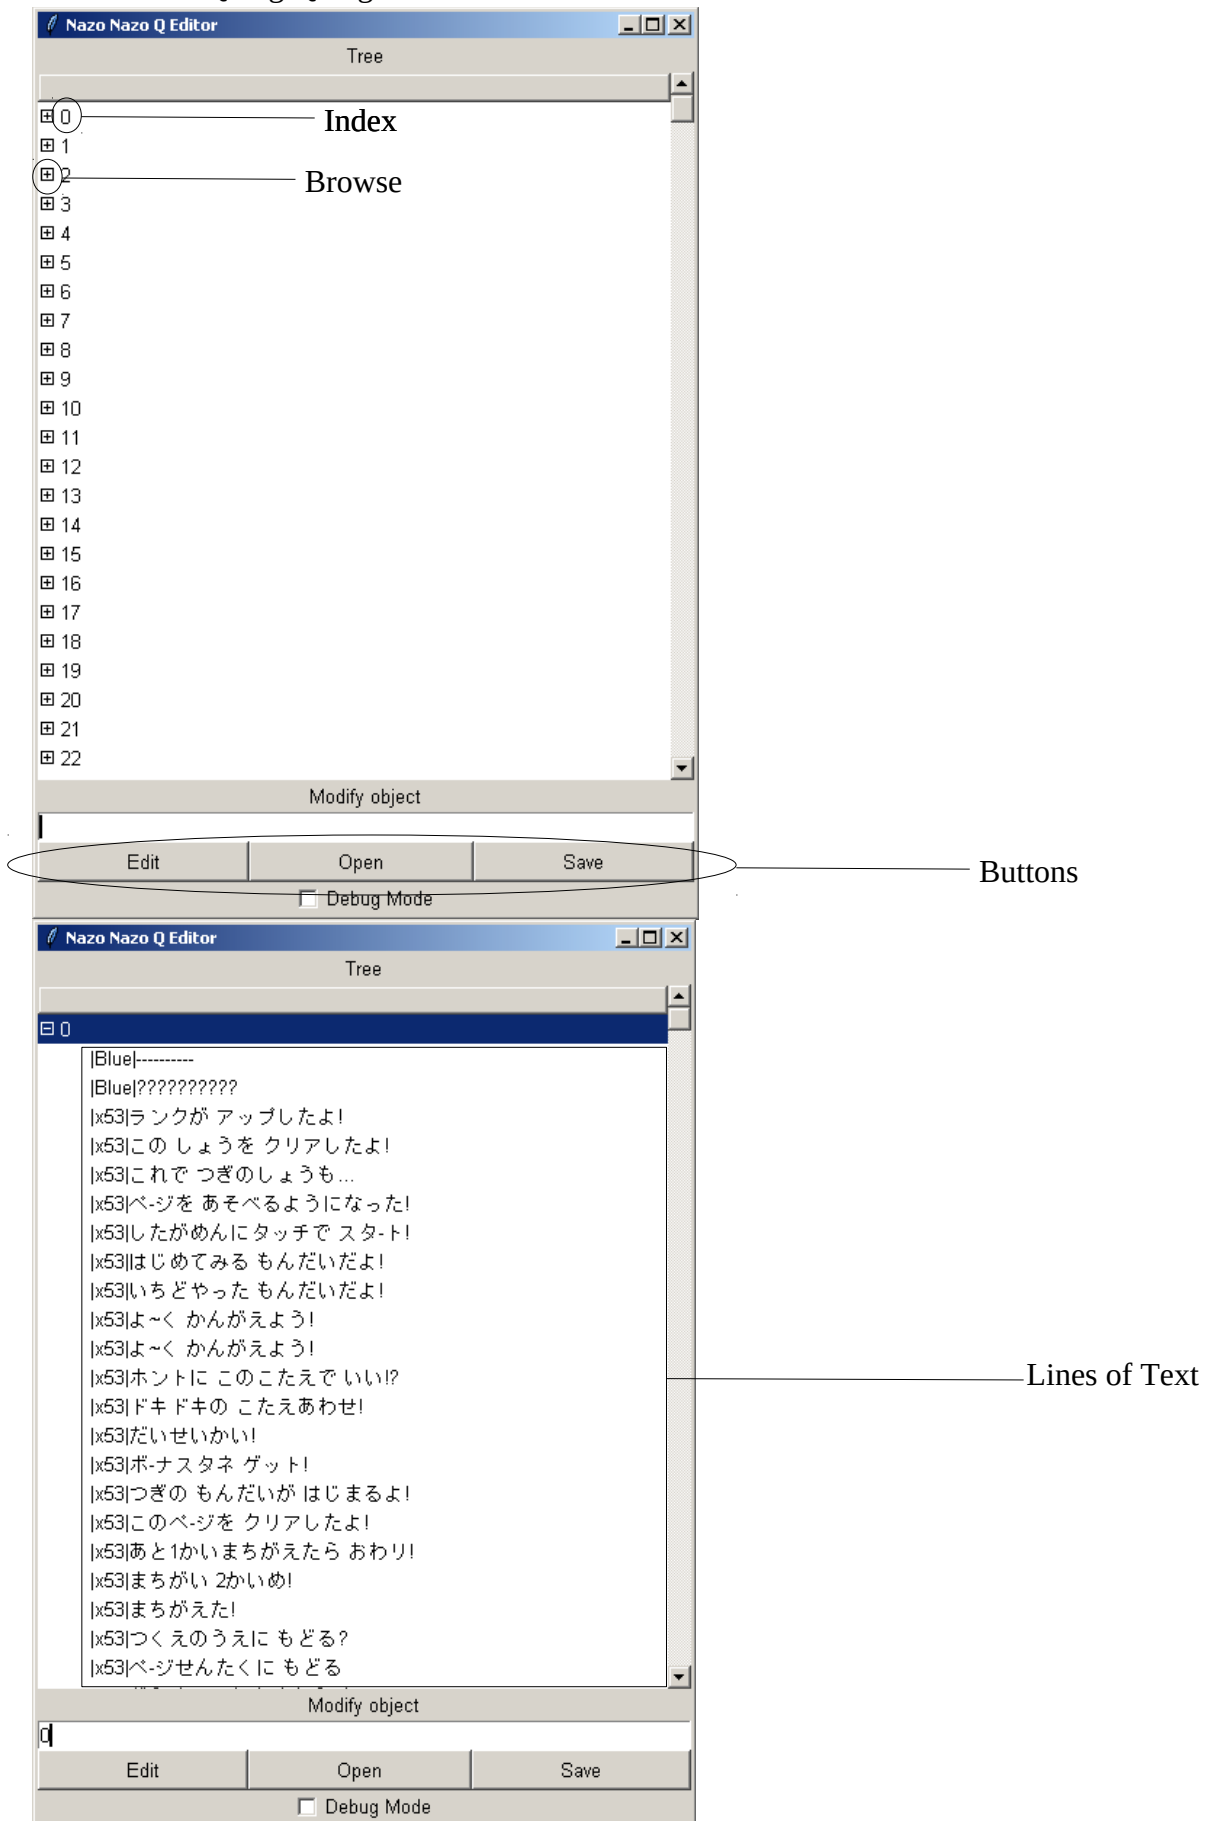 Nazo Nazo Q Editor
Tree
0
Index
1
2
Browse
3
4
5
6
7
8
9
10
11
12
13
14
15
16
17
18
19
20
21
22
Modify object
Edit Open Save
Buttons
Debug Mode
Nazo Nazo Q Editor
Tree
0
|Blue|----------
|Blue|??????????
|x53|ランクが アップしたよ!
|x53|この しょうを クリアしたよ!
|x53|これで つぎのしょうも...
|x53|ペ-ジを あそべるようになった!
|x53|したがめんにタッチで スタ-ト!
|x53|はじめてみる もんだいだよ!
|x53|いちどやった もんだいだよ!
|x53|よ~く かんがえよう!
|x53|よ~く かんがえよう!
|x53|ホントに このこたえで いい!?
Lines of Text
|x53|ドキドキの こたえあわせ!
|x53|だいせいかい!
|x53|ボ-ナスタネ ゲット!
|x53|つぎの もんだいが はじまるよ!
|x53|このペ-ジを クリアしたよ!
|x53|あと1かいまちがえたら おわり!
|x53|まちがい 2かいめ!
|x53|まちがえた!
|x53|つくえのうえに もどる?
|x53|ペ-ジせんたくに もどる
Modify object
0
Edit Open Save
Debug Mode